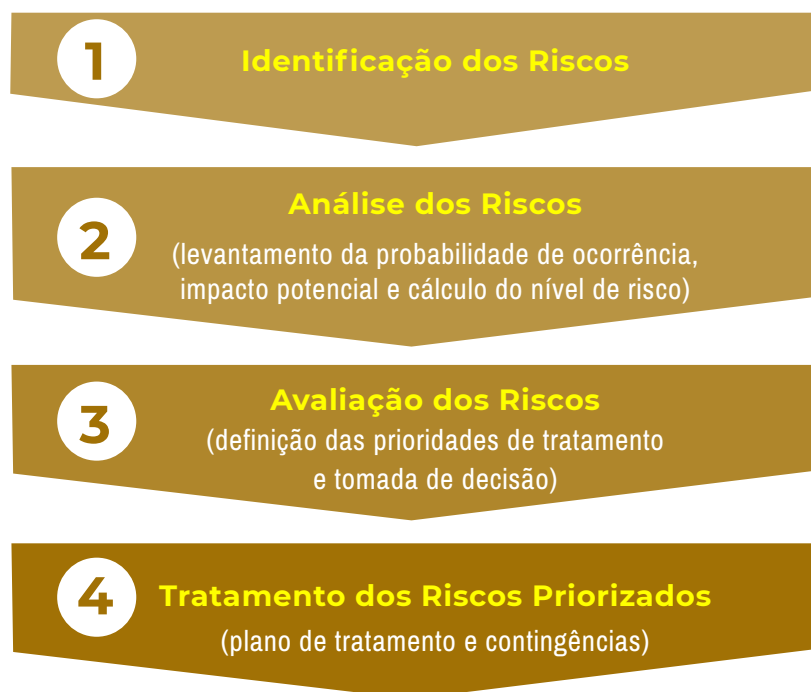 1
Identificação dos Riscos
2
Análise dos Riscos
(levantamento da probabilidade de ocorrência,
impacto potencial e cálculo do nível de risco)
3
Avaliação dos Riscos
(definição das prioridades de tratamento
e tomada de decisão)
4
Tratamento dos Riscos Priorizados
(plano de tratamento e contingências)